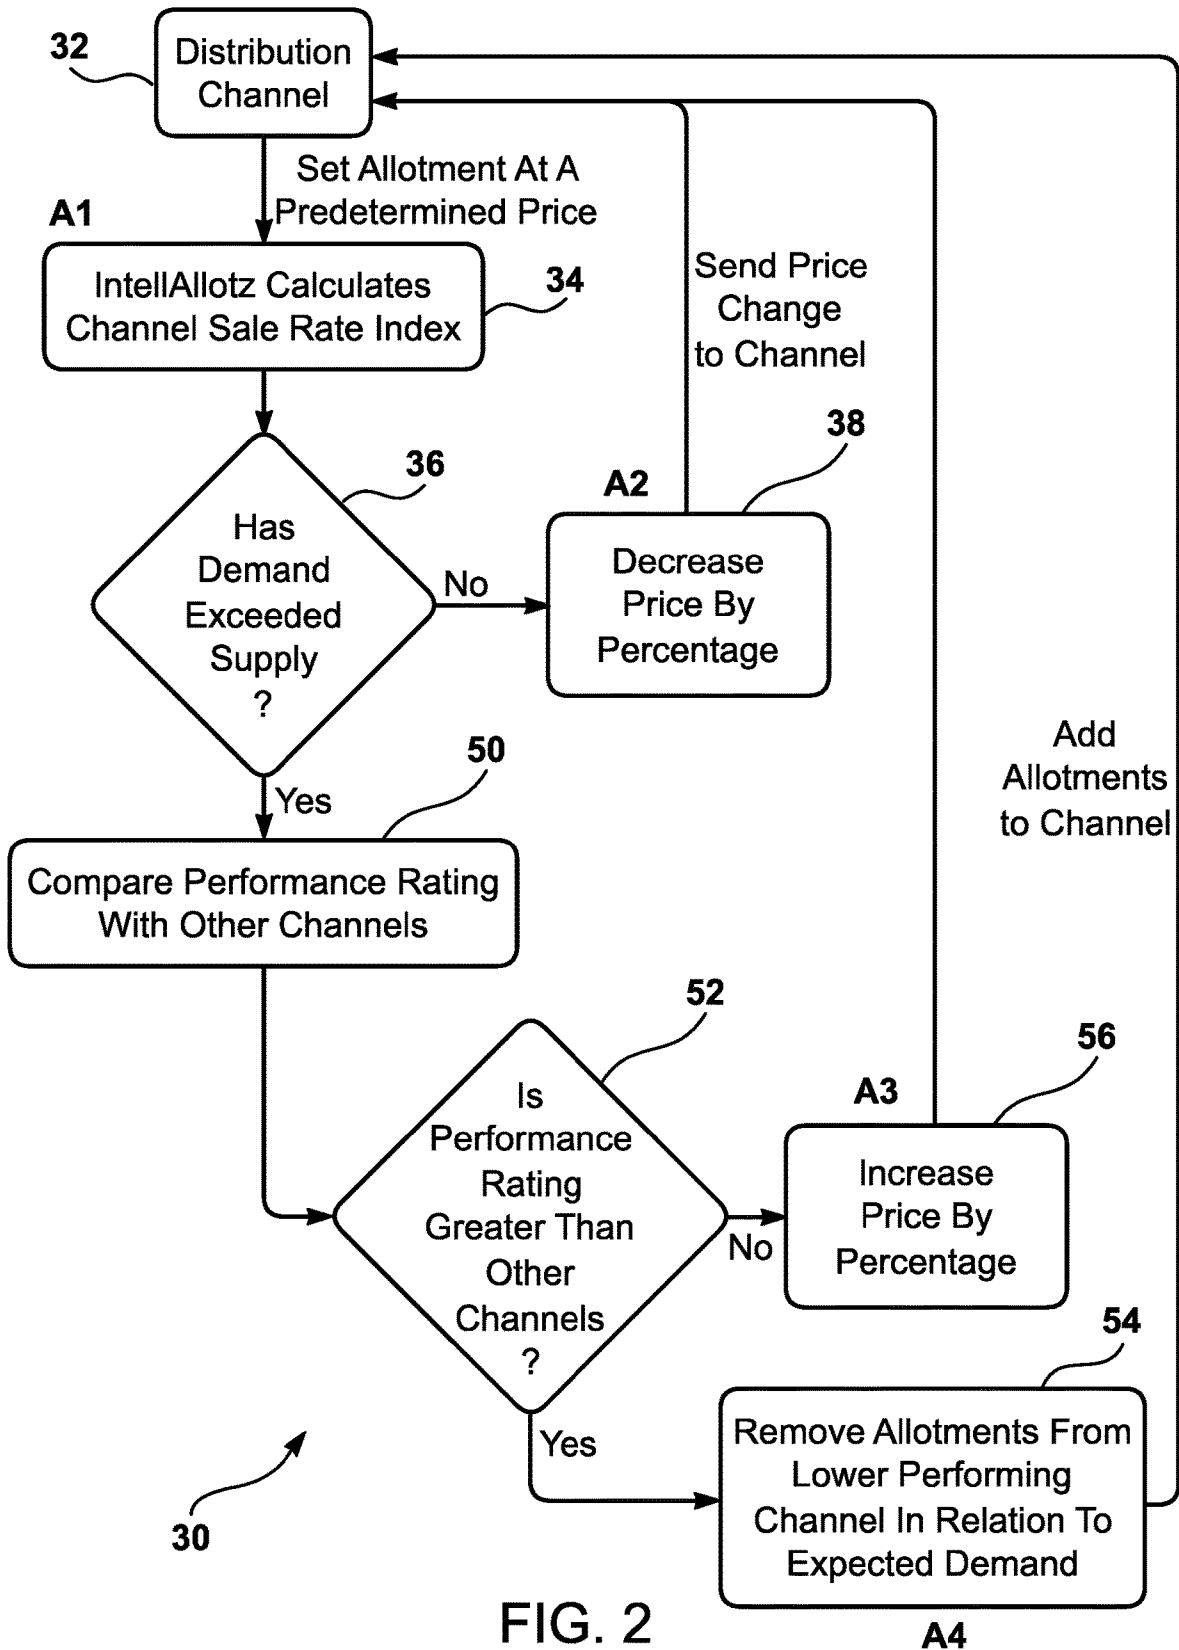 32
Distribution
Channel
Set Allotment At A
Predetermined Price
A1
IntellAllotz Calculates
Channel Sale Rate Index
34
Send Price
Change
to Channel
36
Has
Demand
Exceeded
Supply
?
No
A2
38
Decrease
Price By
Percentage
Yes
50
Compare Performance Rating
With Other Channels
Add
Allotments
to Channel
52
Is
Performance
Rating
Greater Than
Other
Channels
?
No
A3
56
Increase
Price By
Percentage
Yes
54
Remove Allotments From
Lower Performing
Channel In Relation To
Expected Demand
A4
30
FIG. 2